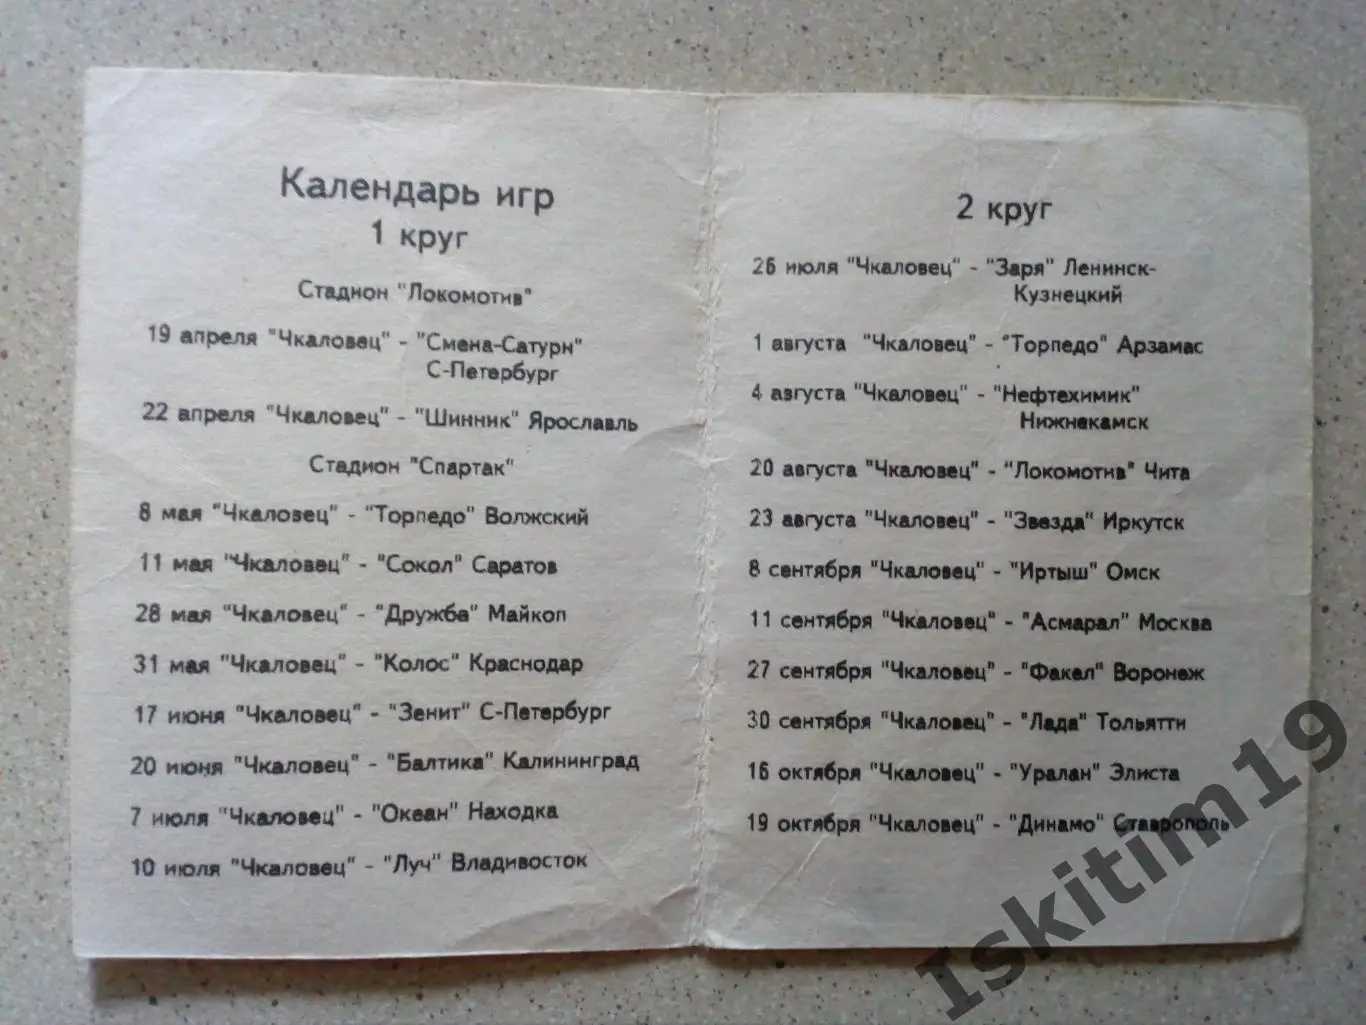 Календарь игр
1 круг
Стадион "Локомотив"
19 апреля "Чкаловец" - "Смена-Сатурн"
С-Петербург
22 апреля "Чкаловец" - "Шинник" Ярославль
Стадион "Спартак"
8 мая "Чкаловец" - "Торпедо" Волжский
11 мая "Чкаловец" - "Сокол" Саратов
28 мая "Чкаловец" - "Дружба" Майкоп
31 мая "Чкаловец" - "Колос" Краснодар
17 июня "Чкаловец" - "Зенит" С-Петербург
20 июня "Чкаловец" - "Балтика" Калининград
7 июля "Чкаловец" - "Океан" Находка
10 июля "Чкаловец" - "Луч" Владивосток
2 круг
26 июля "Чкаловец" - "Заря" Ленинск-
Кузнецкий
1 августа "Чкаловец" - "Торпедо" Арзамас
4 августа "Чкаловец" - "Нефтехимик"
Нижнекамск
20 августа "Чкаловец" - "Локомотив" Чита
23 августа "Чкаловец" - "Звезда" Иркутск
8 сентября "Чкаловец" - "Иртыш" Омск
11 сентября "Чкаловец" - "Асмарал" Москва
27 сентября "Чкаловец" - "Факел" Воронеж
30 сентября "Чкаловец" - "Лада" Тольятти
16 октября "Чкаловец" - "Уралан" Элиста
19 октября "Чкаловец" - "Динамо" Ставрополь
Iskitim19